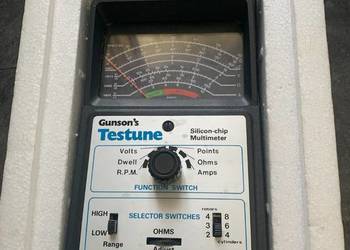 Gunson's
Testune
Silicon-chip
Multimeter
Volts
Points
Dwell
Ohms
R.P.M.
Amps
FUNCTION SWITCH
SELECTOR SWITCHES
HIGH
LOW
Range
OHMS
Adjust
4 8
3 6
2 4
Cylinders